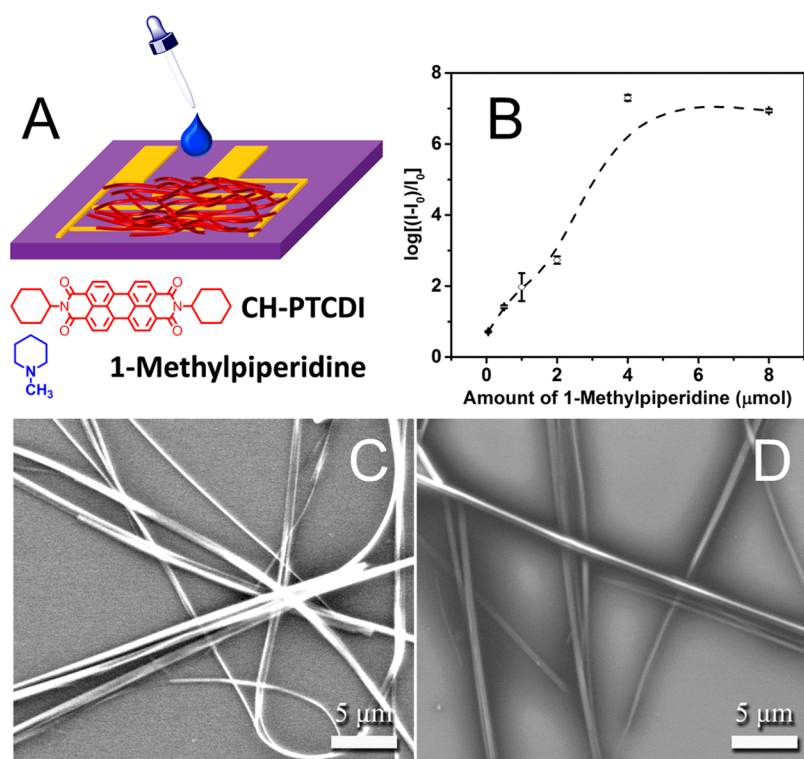 A
O
O
N
N
O
O
CH-PTCDI
N
CH₃
1-Methylpiperidine
B
log[(I-I₀)/I₀]
8
6
4
2
0
0
2
4
6
8
Amount of 1-Methylpiperidine (μmol)
C
5 μm
D
5 μm